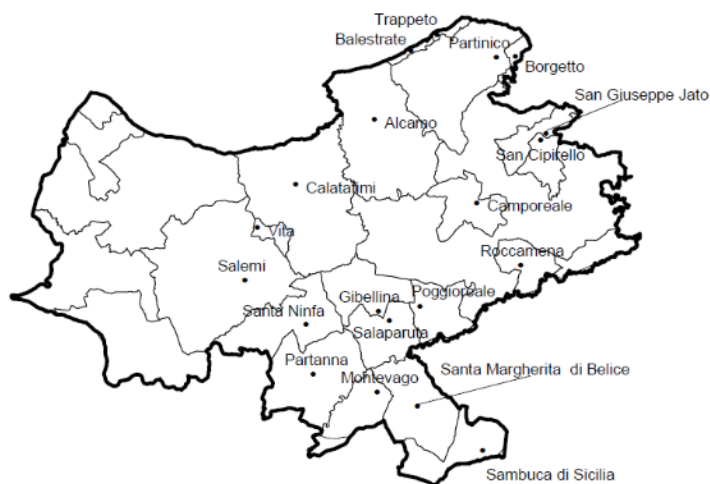 Trappeto
Balestrate
Partinico
Borgetto
San Giuseppe Jato
Alcamo
San Cipirello
Calatatimi
Camporeale
Vita
Roccamena
Salemi
Gibellina
Poggioreale
Santa Ninfa
Salaparuta
Partanna
Montevago
Santa Margherita di Belice
Sambuca di Sicilia